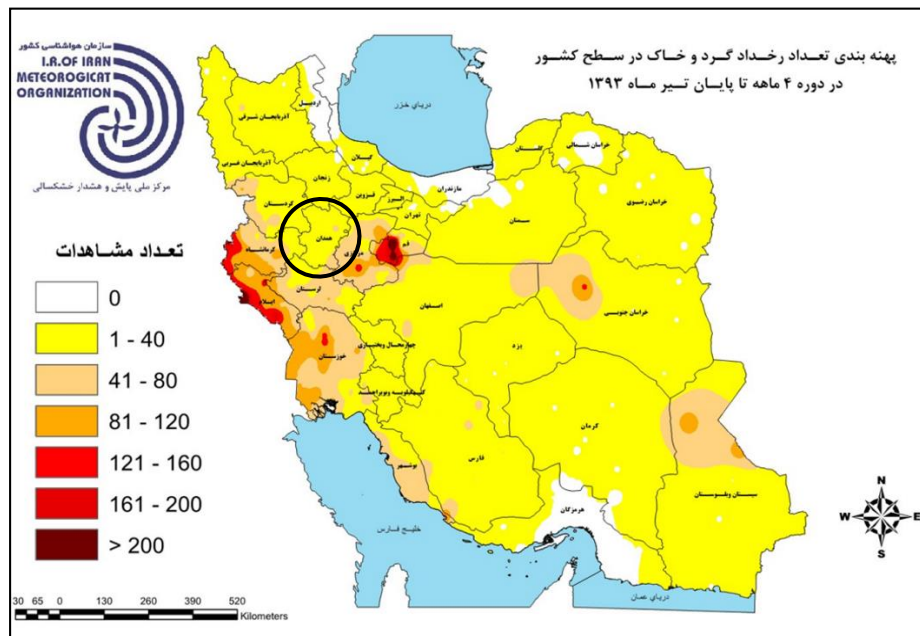 سازمان هواشناسی کشور
I.R.OF IRAN
METEOROGICAT
ORGANIZATION
مرکز ملی پایش و هشدار خشکسالی
پهنه بندی تعداد رخداد گرد و خاک در سطح کشور
در دوره ۴ ماهه تا پایان تیر ماه ۱۳۹۳
تعداد مشاهدات
0
1 - 40
41 - 80
81 - 120
121 - 160
161 - 200
> 200
دریای خزر
اردبیل
آذربایجان شرقی
آذربایجان غربی
گیلان
زنجان
مازندران
گلستان
خراسان شمالی
خراسان رضوی
کردستان
قزوین
البرز
تهران
سمنان
همدان
کرمانشاه
مرکزی
قم
لرستان
ایلام
اصفهان
خراسان جنوبی
خوزستان
چهارمحال وبختیاری
یزد
کهگیلویه وبویراحمد
کرمان
فارس
بوشهر
سیستان وبلوچستان
هرمزگان
خلیج فارس
دریای عمان
N
W E
S
30 65 0 130 260 390 520
Kilometers